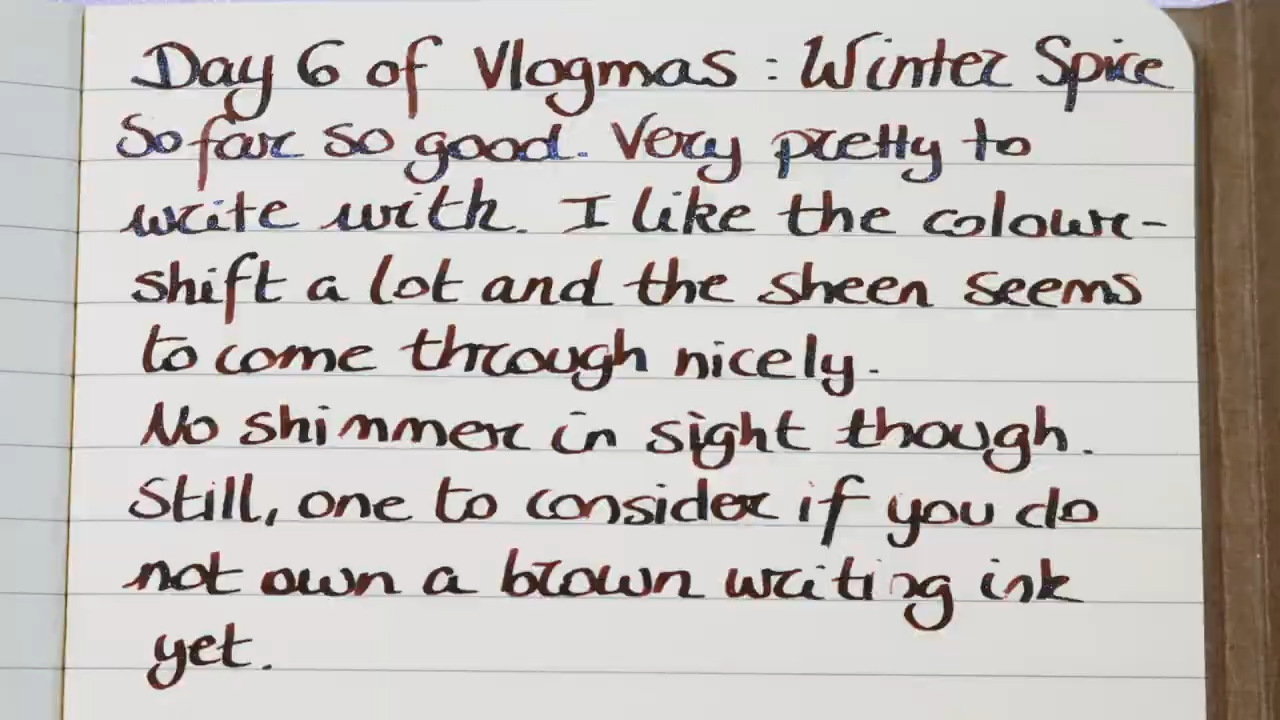 Day 6 of Vlogmas : Winter Spice
So far so good. Very pretty to
write with. I like the colour-
shift a lot and the sheen seems
to come through nicely.
No shimmer in sight though.
Still, one to consider if you do
not own a brown writing ink
yet.